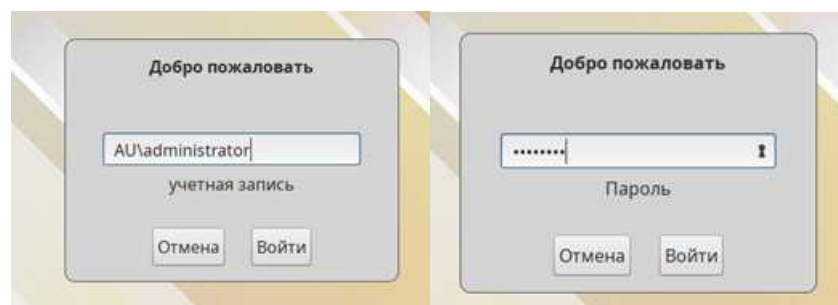 Добро пожаловать
AU\administrator
учетная запись
Отмена Войти
Добро пожаловать
••••••••
Пароль
Отмена Войти